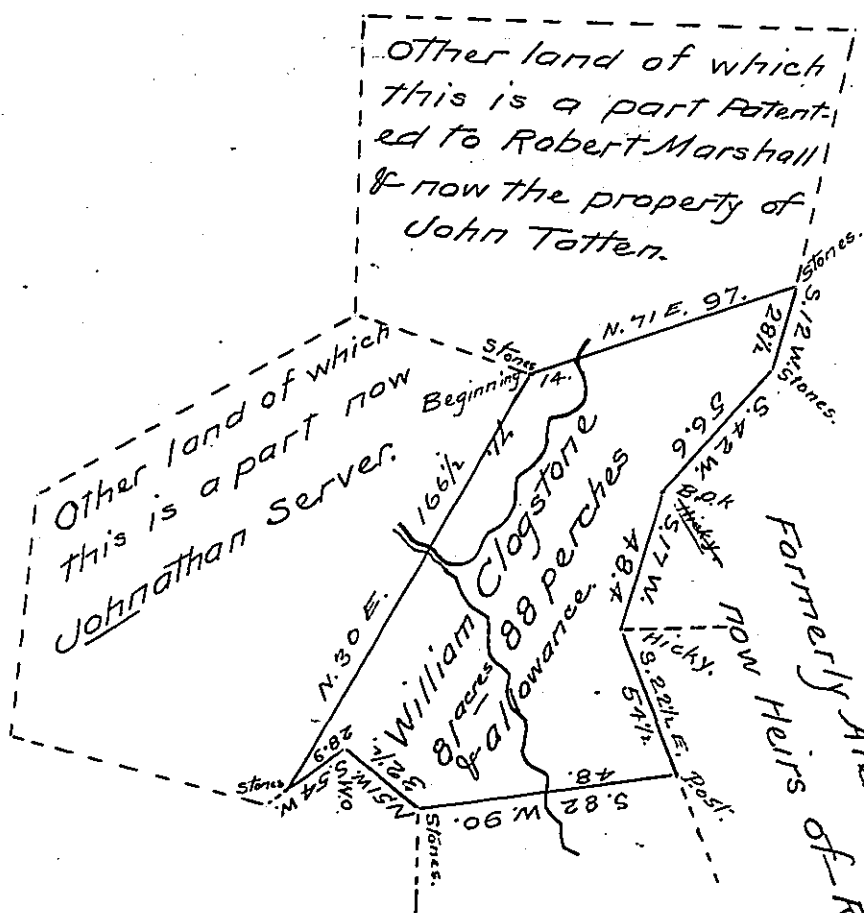 Other land of which
this is a part Patent-
ed to Robert Marshall
& now the property of
John Totten.
Stones.
N. 71 E. 97.
14.
S. 12 W.
28½
Stones.
S. 42 W.
56.6
B.O.K
Hicky
S. 17 W.
48.4
Hicky.
S. 22½ E.
54½
Post.
S. 82 W. 90.
48.
Stones.
N 51 W.
32½.
S. 54 W.
28.9
Stones
N. 30 E. 166½
Stones
Beginning
Other land of which
this is a part now
Johnathan Server.
William Clogstone
81 acres 88 perches
& allowance.
Formerly
now Heirs of